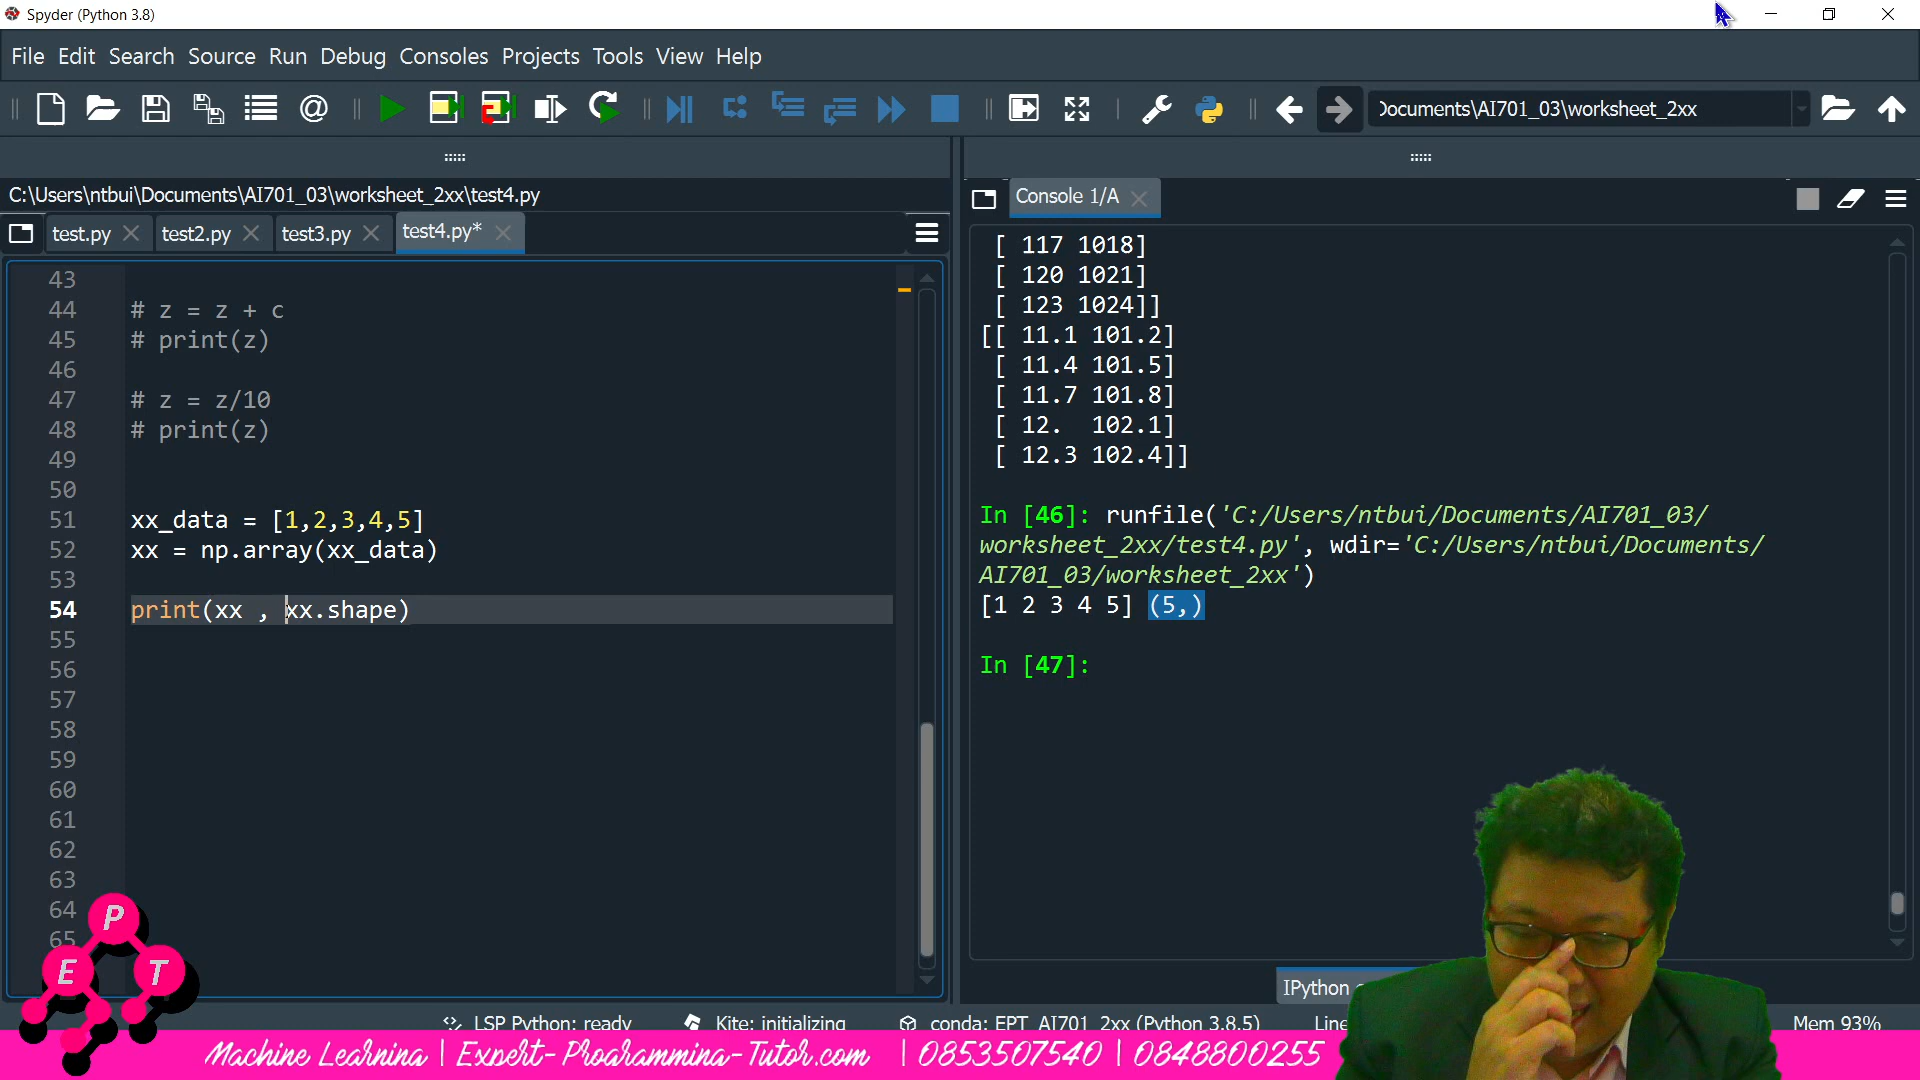 Spyder (Python 3.8)
File Edit Search Source Run Debug Consoles Projects Tools View Help
Documents\AI701_03\worksheet_2xx
C:\Users\ntbui\Documents\AI701_03\worksheet_2xx\test4.py
test.py test2.py test3.py test4.py*
43
44 # z = z + c
45 # print(z)
46
47 # z = z/10
48 # print(z)
49
50
51 xx_data = [1,2,3,4,5]
52 xx = np.array(xx_data)
53
54 print(xx , xx.shape)
55
56
57
58
59
60
61
62
63
64
65
Console 1/A
[ 117 1018]
[ 120 1021]
[ 123 1024]]
[[ 11.1 101.2]
[ 11.4 101.5]
[ 11.7 101.8]
[ 12. 102.1]
[ 12.3 102.4]]
In [46]: runfile('C:/Users/ntbui/Documents/AI701_03/
worksheet_2xx/test4.py', wdir='C:/Users/ntbui/Documents/
AI701_03/worksheet_2xx')
[1 2 3 4 5] (5,)
In [47]:
IPython
LSP Python: ready Kite: initializing conda: EPT_AI701_2xx (Python 3.8.5) Line Mem 93%
P
E T
Machine Learning | Expert-Programming-Tutor.com | 0853507540 | 0848800255